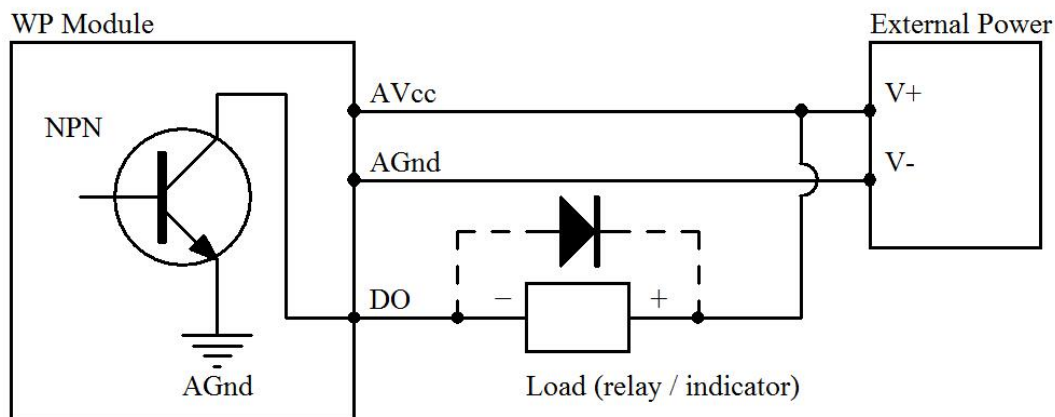 WP Module
External Power
AVcc
V+
NPN
AGnd
V-
DO
− +
AGnd
Load (relay / indicator)